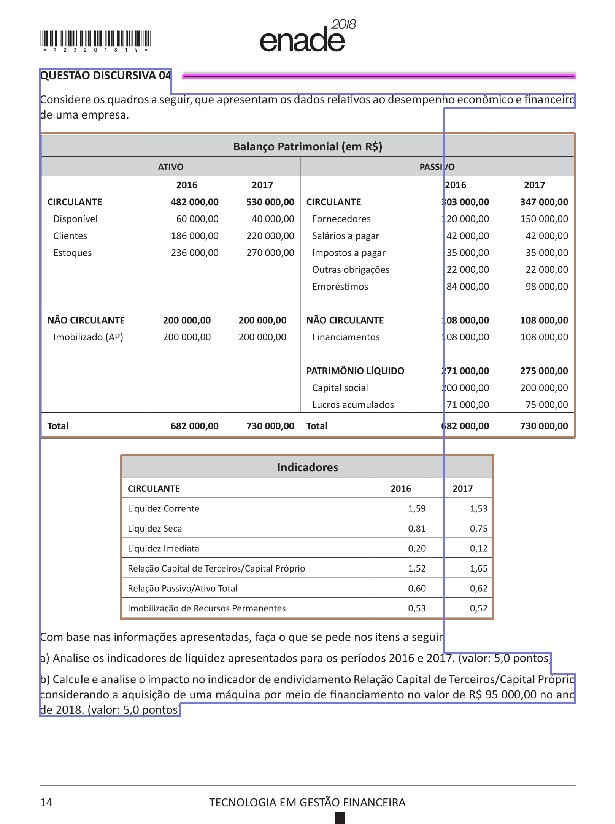 *A2320181414*
enade 2018
QUESTÃO DISCURSIVA 04
Considere os quadros a seguir, que apresentam os dados relativos ao desempenho econômico e financeiro
de uma empresa.
Balanço Patrimonial (em R$)
ATIVO PASSIVO
2016 2017 2016 2017
CIRCULANTE 482 000,00 530 000,00 CIRCULANTE 303 000,00 347 000,00
Disponível 60 000,00 40 000,00 Fornecedores 120 000,00 150 000,00
Clientes 186 000,00 220 000,00 Salários a pagar 42 000,00 42 000,00
Estoques 236 000,00 270 000,00 Impostos a pagar 35 000,00 35 000,00
Outras obrigações 22 000,00 22 000,00
Empréstimos 84 000,00 98 000,00
NÃO CIRCULANTE 200 000,00 200 000,00 NÃO CIRCULANTE 108 000,00 108 000,00
Imobilizado (AP) 200 000,00 200 000,00 Financiamentos 108 000,00 108 000,00
PATRIMÔNIO LÍQUIDO 271 000,00 275 000,00
Capital social 200 000,00 200 000,00
Lucros acumulados 71 000,00 75 000,00
Total 682 000,00 730 000,00 Total 682 000,00 730 000,00
Indicadores
CIRCULANTE 2016 2017
Liquidez Corrente 1,59 1,53
Liquidez Seca 0,81 0,75
Liquidez Imediata 0,20 0,12
Relação Capital de Terceiros/Capital Próprio 1,52 1,65
Relação Passivo/Ativo Total 0,60 0,62
Imobilização de Recursos Permanentes 0,53 0,52
Com base nas informações apresentadas, faça o que se pede nos itens a seguir
a) Analise os indicadores de liquidez apresentados para os períodos 2016 e 2017. (valor: 5,0 pontos)
b) Calcule e analise o impacto no indicador de endividamento Relação Capital de Terceiros/Capital Próprio
considerando a aquisição de uma máquina por meio de financiamento no valor de R$ 95 000,00 no ano
de 2018. (valor: 5,0 pontos)
14 TECNOLOGIA EM GESTÃO FINANCEIRA